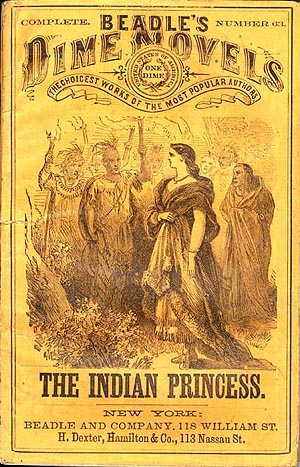 COMPLETE. NUMBER 63.
BEADLE'S
DIME NOVELS
UNITED STATES OF AMERICA
ONE
DIME
THE CHOICEST WORKS OF THE MOST POPULAR AUTHORS.
THE INDIAN PRINCESS.
NEW YORK:
BEADLE AND COMPANY, 118 WILLIAM ST.
H. Dexter, Hamilton & Co., 113 Nassau St.